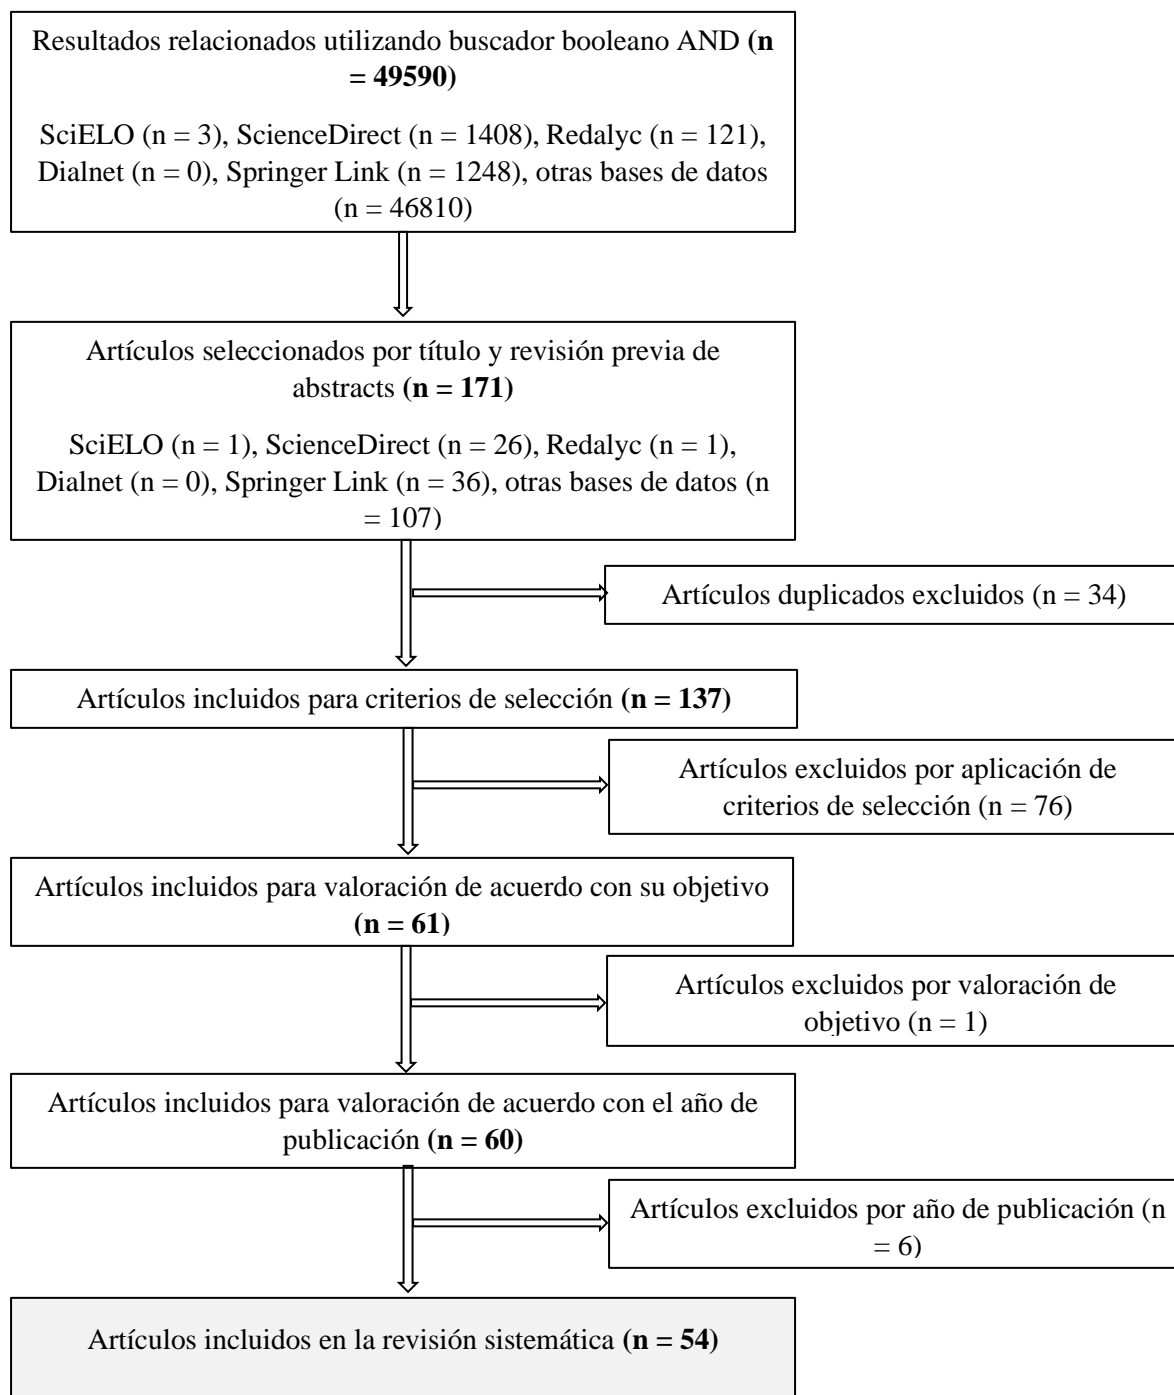 Resultados relacionados utilizando buscador booleano AND (n
= 49590)
SciELO (n = 3), ScienceDirect (n = 1408), Redalyc (n = 121),
Dialnet (n = 0), Springer Link (n = 1248), otras bases de datos
(n = 46810)
Artículos seleccionados por título y revisión previa de
abstracts (n = 171)
SciELO (n = 1), ScienceDirect (n = 26), Redalyc (n = 1),
Dialnet (n = 0), Springer Link (n = 36), otras bases de datos (n
= 107)
Artículos duplicados excluidos (n = 34)
Artículos incluidos para criterios de selección (n = 137)
Artículos excluidos por aplicación de
criterios de selección (n = 76)
Artículos incluidos para valoración de acuerdo con su objetivo
(n = 61)
Artículos excluidos por valoración de
objetivo (n = 1)
Artículos incluidos para valoración de acuerdo con el año de
publicación (n = 60)
Artículos excluidos por año de publicación (n
= 6)
Artículos incluidos en la revisión sistemática (n = 54)